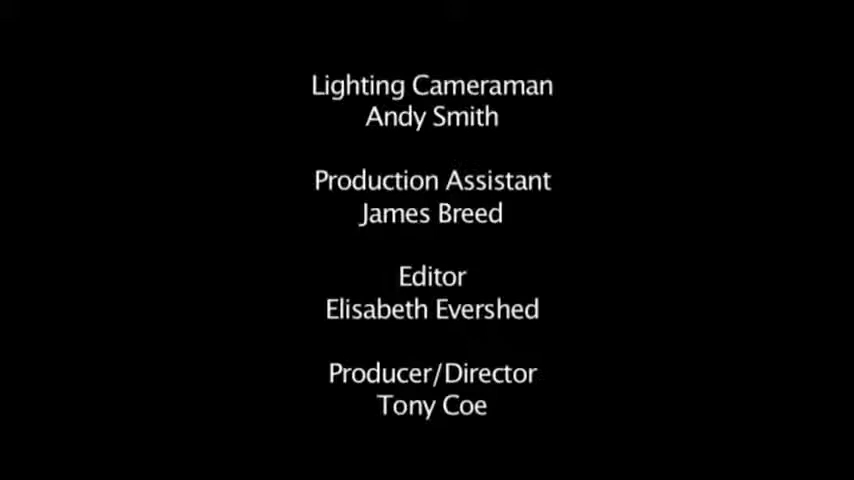 Lighting Cameraman
Andy Smith
Production Assistant
James Breed
Editor
Elisabeth Evershed
Producer/Director
Tony Coe